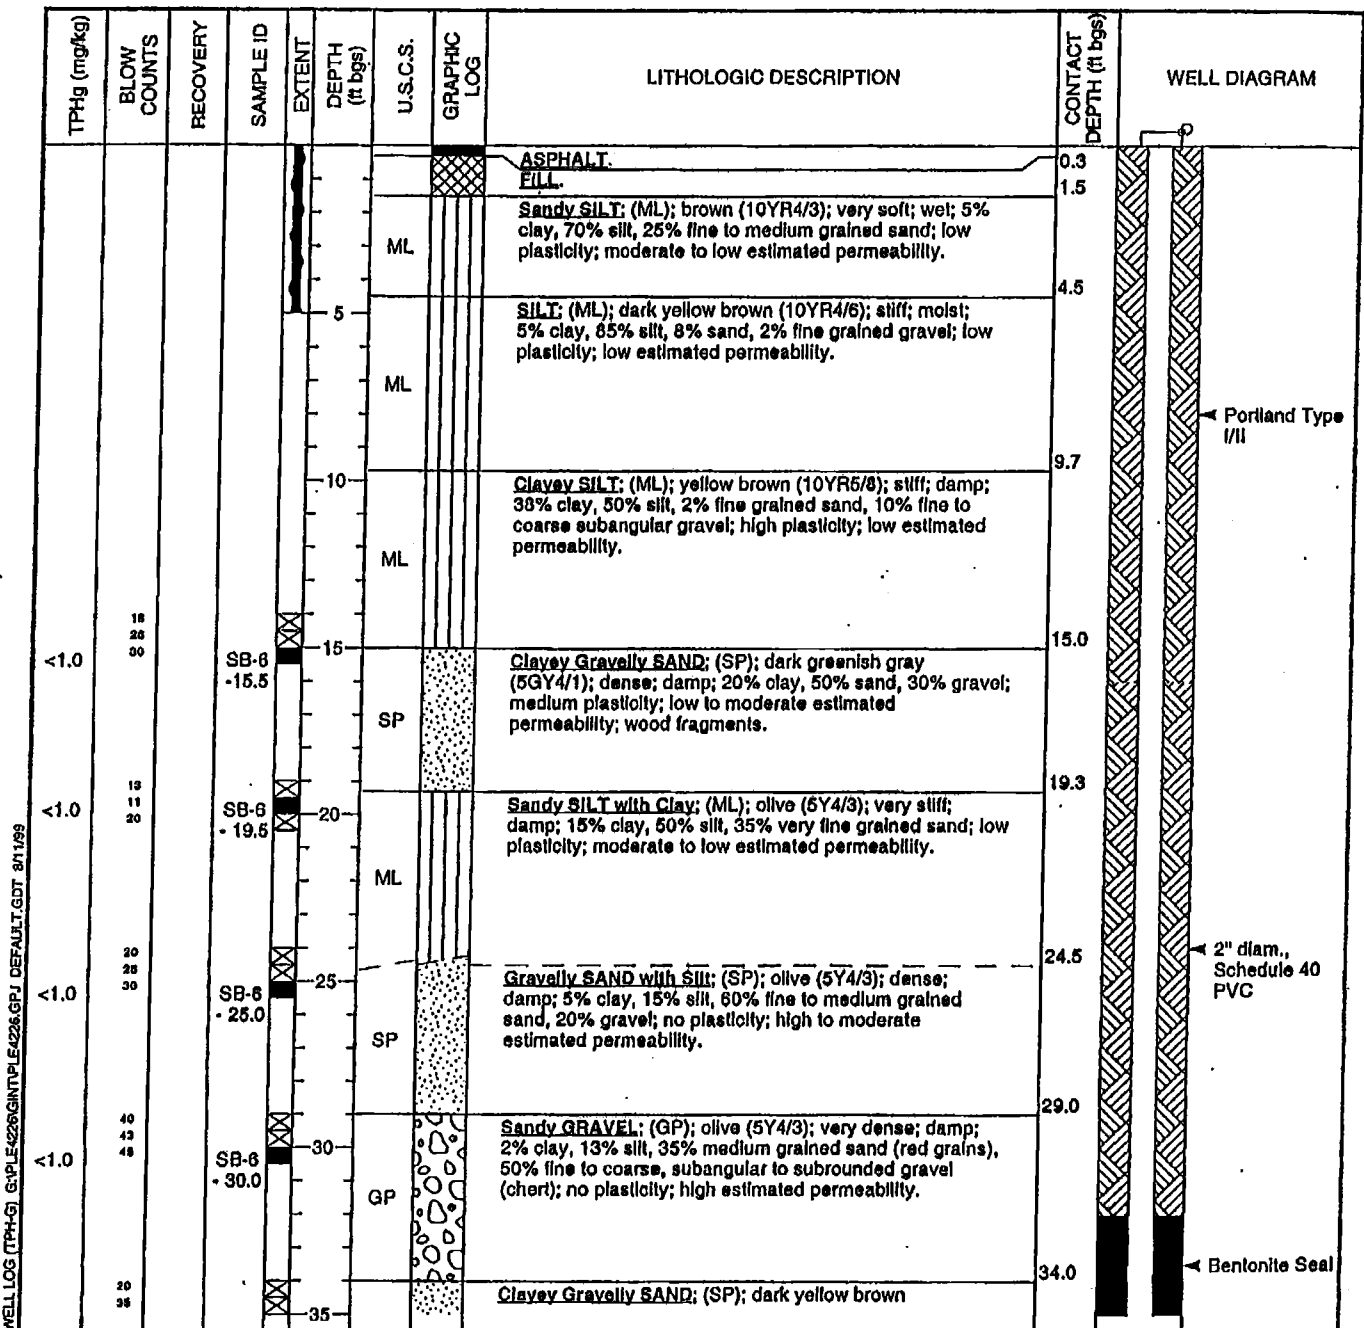 TPHg (mg/kg)
BLOW
COUNTS
RECOVERY
SAMPLE ID
EXTENT
DEPTH
(ft bgs)
U.S.C.S.
GRAPHIC
LOG
LITHOLOGIC DESCRIPTION
CONTACT
DEPTH (ft bgs)
WELL DIAGRAM
ASPHALT.
0.3
FILL.
1.5
Sandy SILT; (ML); brown (10YR4/3); very soft; wet; 5%
clay, 70% silt, 25% fine to medium grained sand; low
plasticity; moderate to low estimated permeability.
ML
4.5
5
SILT; (ML); dark yellow brown (10YR4/6); stiff; moist;
5% clay, 85% silt, 8% sand, 2% fine grained gravel; low
plasticity; low estimated permeability.
ML
Portland Type
I/II
9.7
10
Clayey SILT; (ML); yellow brown (10YR5/8); stiff; damp;
38% clay, 50% silt, 2% fine grained sand, 10% fine to
coarse subangular gravel; high plasticity; low estimated
permeability.
ML
18
26
30
15.0
15
<1.0
SB-6
-15.5
Clayey Gravelly SAND; (SP); dark greenish gray
(5GY4/1); dense; damp; 20% clay, 50% sand, 30% gravel;
medium plasticity; low to moderate estimated
permeability; wood fragments.
SP
19.3
13
11
20
<1.0
SB-6
- 19.5
20
Sandy SILT with Clay; (ML); olive (5Y4/3); very stiff;
damp; 15% clay, 50% silt, 35% very fine grained sand; low
plasticity; moderate to low estimated permeability.
ML
2" diam.,
Schedule 40
PVC
24.5
20
26
30
<1.0
SB-6
- 25.0
25
Gravelly SAND with Silt; (SP); olive (5Y4/3); dense;
damp; 5% clay, 15% silt, 60% fine to medium grained
sand, 20% gravel; no plasticity; high to moderate
estimated permeability.
SP
29.0
40
43
45
<1.0
SB-6
- 30.0
30
Sandy GRAVEL; (GP); olive (5Y4/3); very dense; damp;
2% clay, 13% silt, 35% medium grained sand (red grains),
50% fine to coarse, subangular to subrounded gravel
(chert); no plasticity; high estimated permeability.
GP
34.0
Bentonite Seal
20
35
35
Clayey Gravelly SAND; (SP); dark yellow brown
WELL LOG (TPH-G) G:\PLE4226\GINT\PLE4226.GPJ DEFAULT.GDT 8/11/99